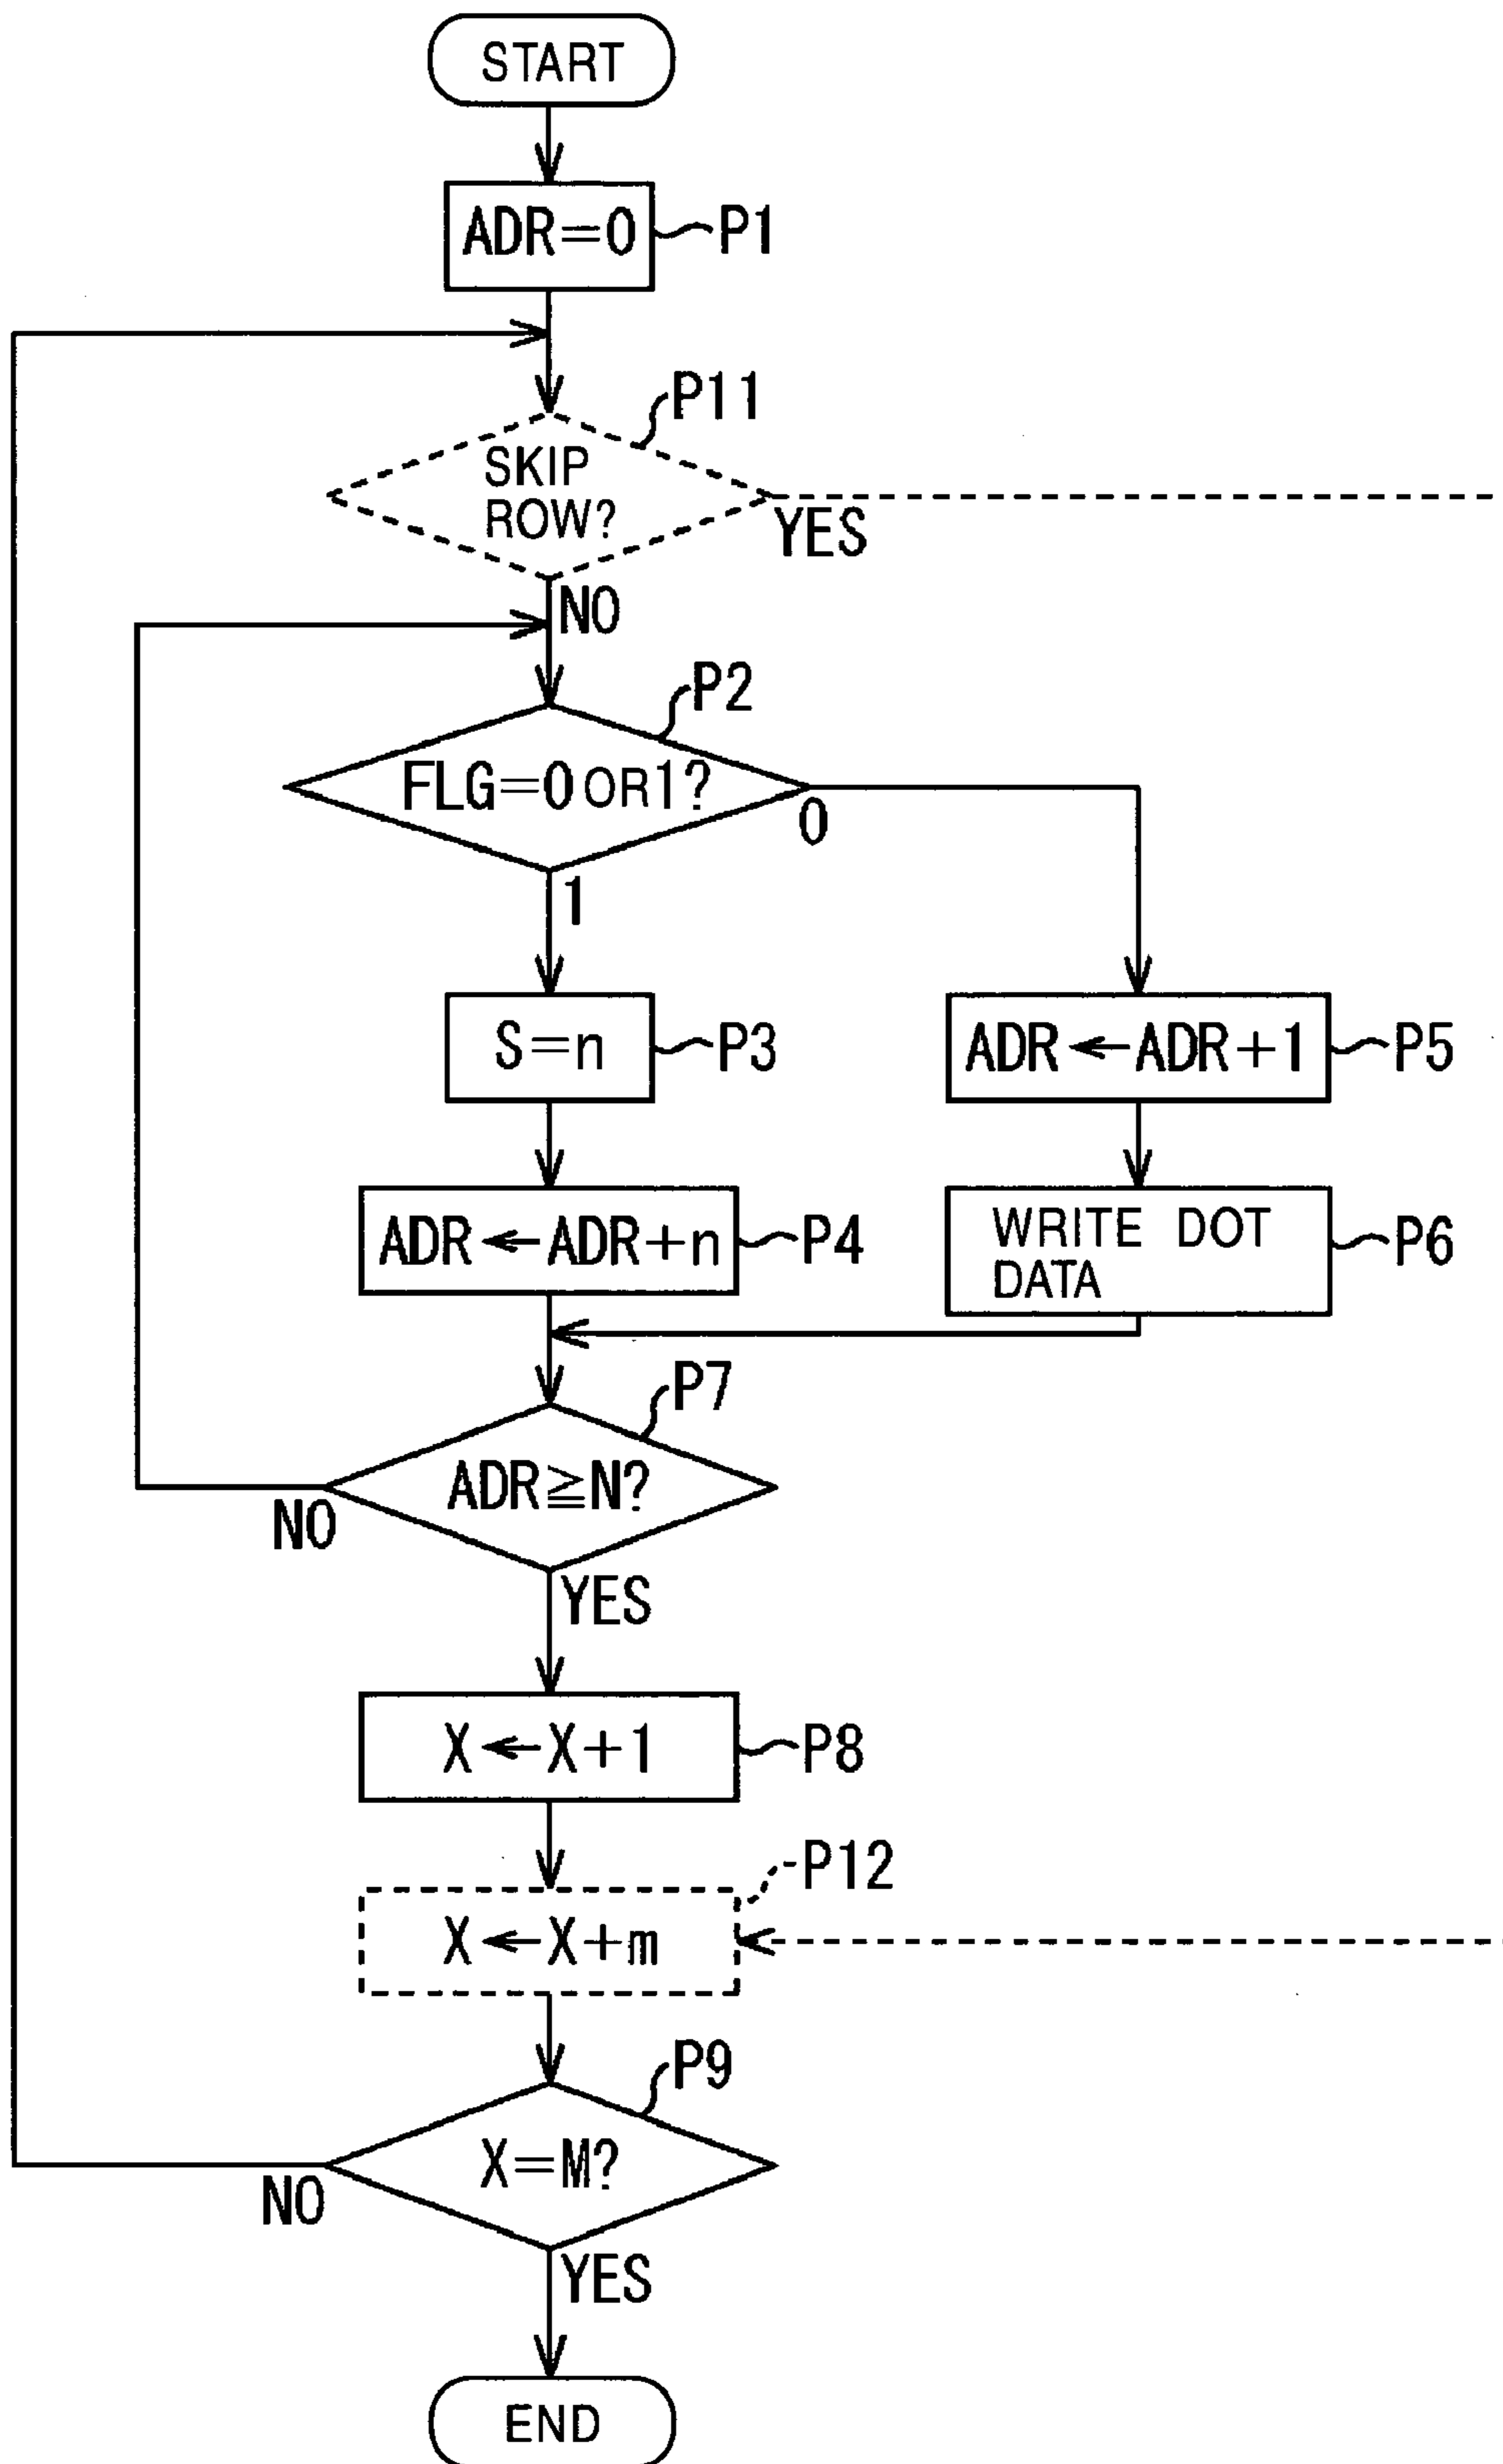 START
ADR=0
P1
P11
SKIP
ROW?
YES
NO
P2
FLG=0 OR 1?
0
1
S=n
P3
ADR←ADR+1
P5
ADR←ADR+n
P4
WRITE DOT
DATA
P6
P7
ADR≧N?
NO
YES
X←X+1
P8
P12
X←X+m
P9
X=M?
NO
YES
END